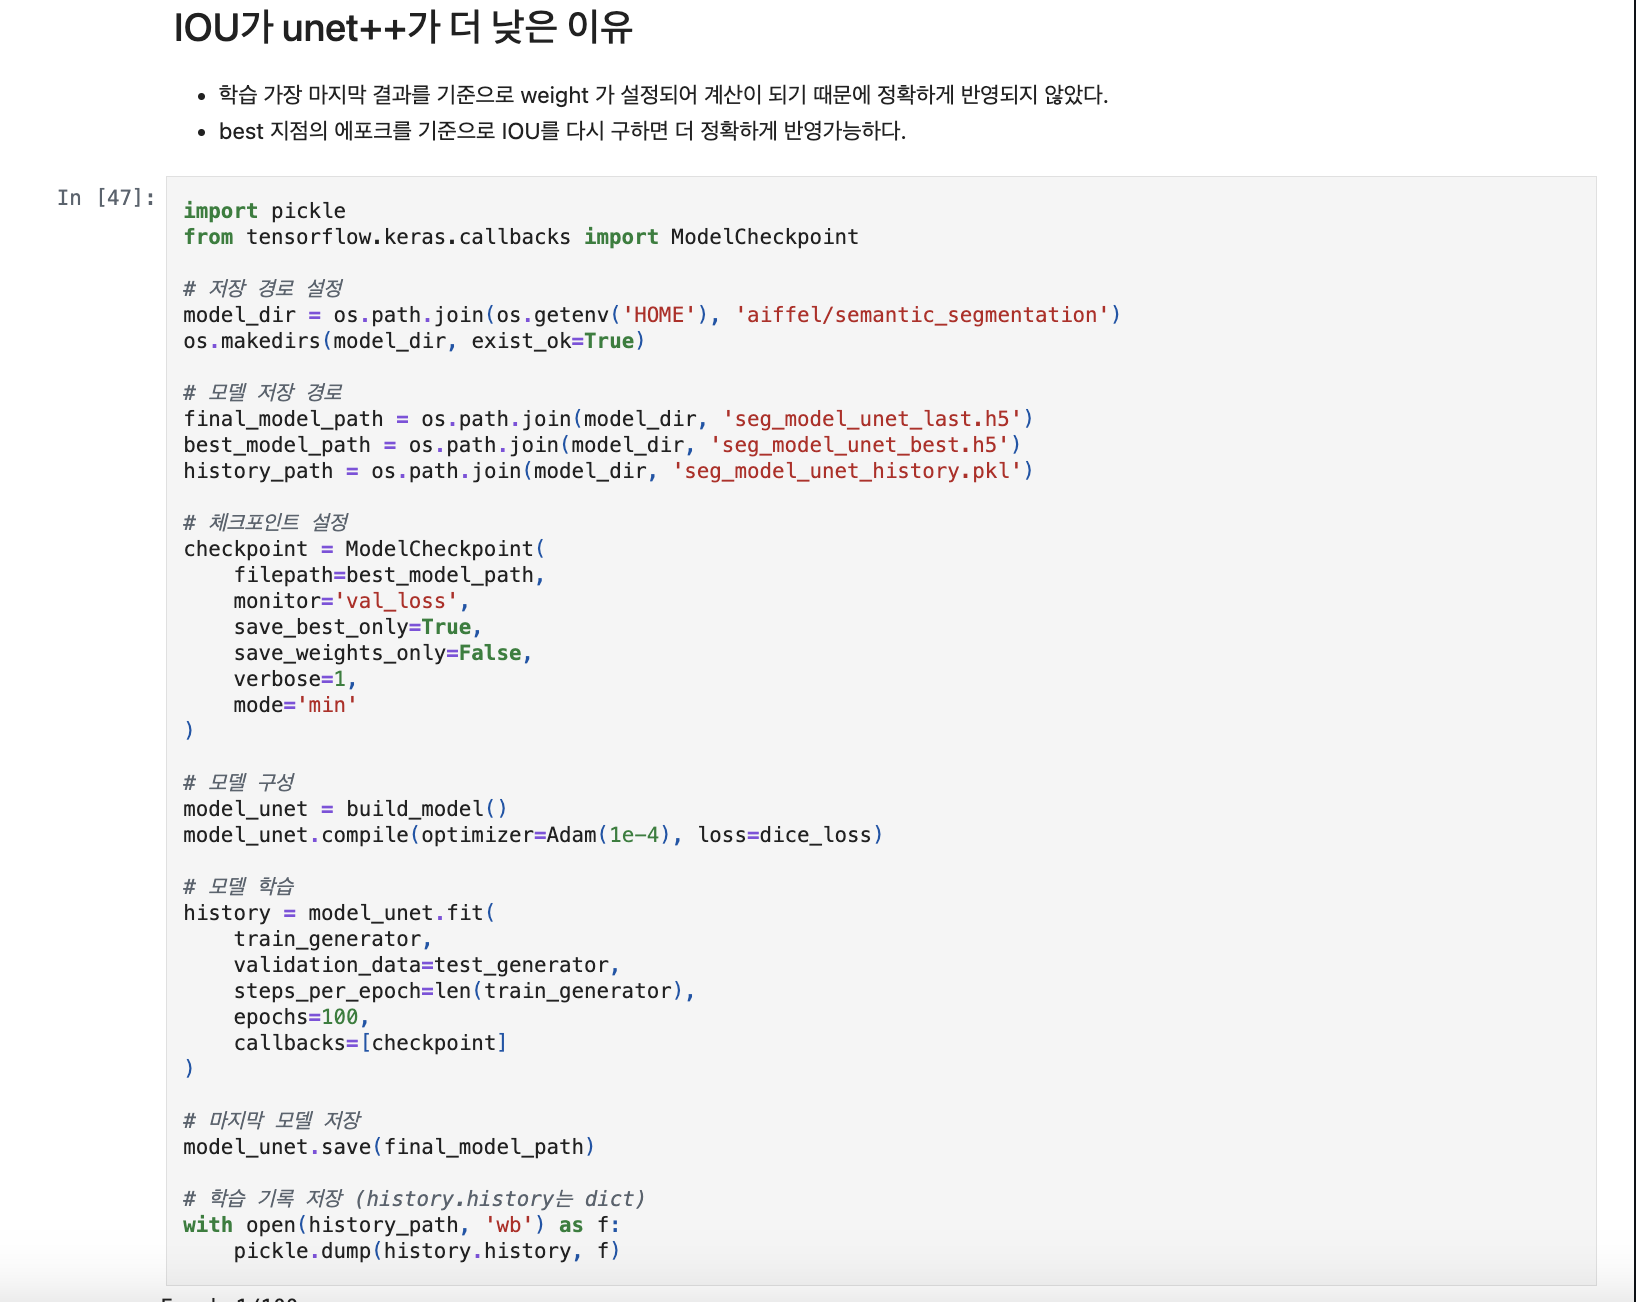 IOU가 unet++가 더 낮은 이유
• 학습 가장 마지막 결과를 기준으로 weight 가 설정되어 계산이 되기 때문에 정확하게 반영되지 않았다.
• best 지점의 에포크를 기준으로 IOU를 다시 구하면 더 정확하게 반영가능하다.
In [47]:
import pickle
from tensorflow.keras.callbacks import ModelCheckpoint
# 저장 경로 설정
model_dir = os.path.join(os.getenv('HOME'), 'aiffel/semantic_segmentation')
os.makedirs(model_dir, exist_ok=True)
# 모델 저장 경로
final_model_path = os.path.join(model_dir, 'seg_model_unet_last.h5')
best_model_path = os.path.join(model_dir, 'seg_model_unet_best.h5')
history_path = os.path.join(model_dir, 'seg_model_unet_history.pkl')
# 체크포인트 설정
checkpoint = ModelCheckpoint(
    filepath=best_model_path,
    monitor='val_loss',
    save_best_only=True,
    save_weights_only=False,
    verbose=1,
    mode='min'
)
# 모델 구성
model_unet = build_model()
model_unet.compile(optimizer=Adam(1e-4), loss=dice_loss)
# 모델 학습
history = model_unet.fit(
    train_generator,
    validation_data=test_generator,
    steps_per_epoch=len(train_generator),
    epochs=100,
    callbacks=[checkpoint]
)
# 마지막 모델 저장
model_unet.save(final_model_path)
# 학습 기록 저장 (history.history는 dict)
with open(history_path, 'wb') as f:
    pickle.dump(history.history, f)